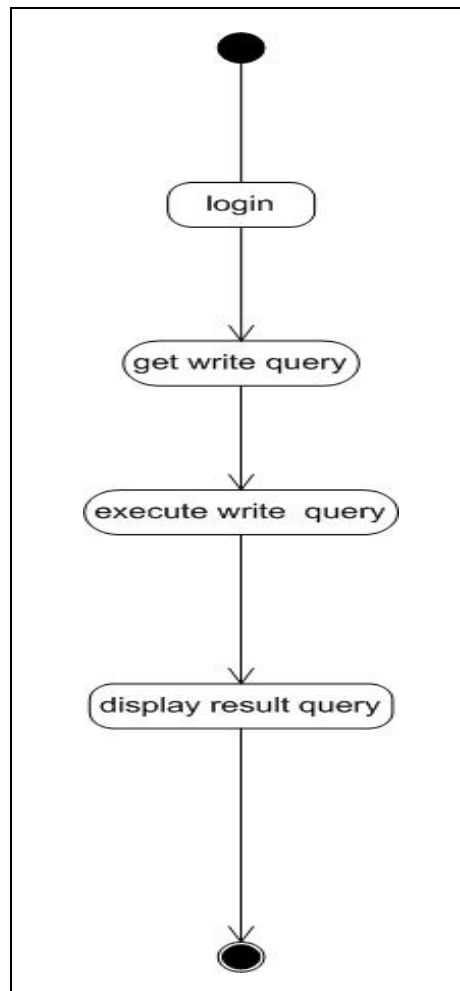 login
get write query
execute write query
display result query